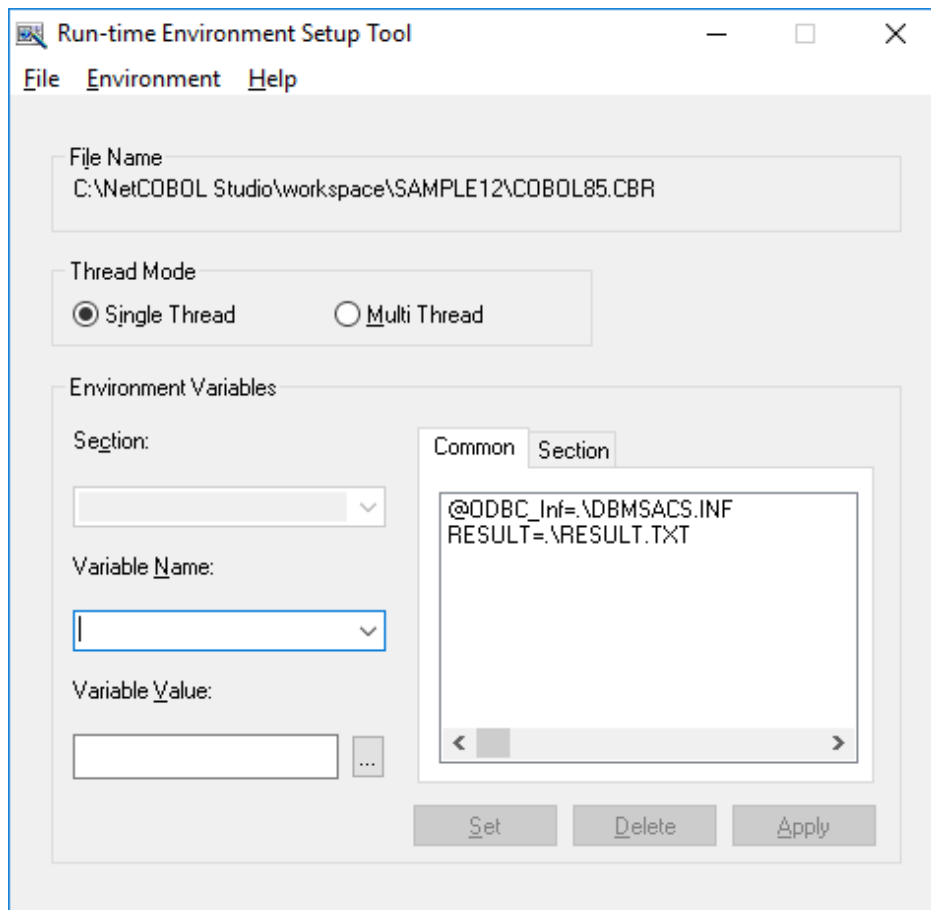 Run-time Environment Setup Tool
File Environment Help
File Name
C:\NetCOBOL Studio\workspace\SAMPLE12\COBOL85.CBR
Thread Mode
Single Thread Multi Thread
Environment Variables
Section:
Variable Name:
Variable Value:
...
Common Section
@ODBC_Inf=.\DBMSACS.INF
RESULT=.\RESULT.TXT
Set Delete Apply